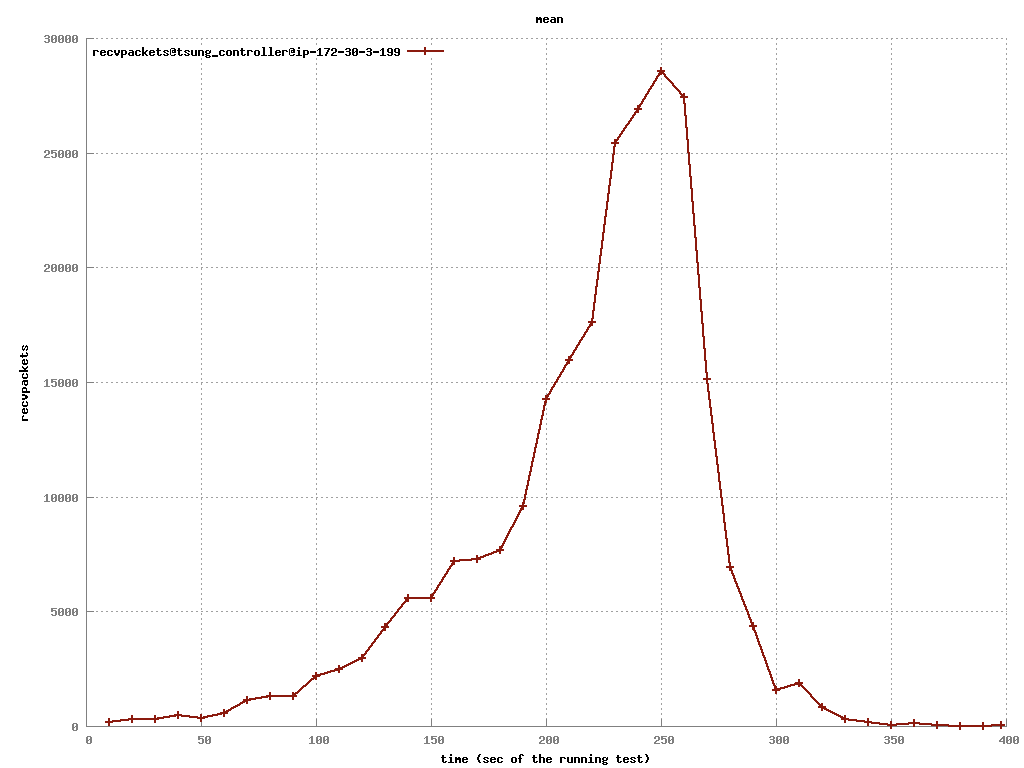 mean
30000
recvpackets@tsung_controller@ip-172-30-3-199
25000
20000
15000
recvpackets
10000
5000
0
0 50 100 150 200 250 300 350 400
time (sec of the running test)